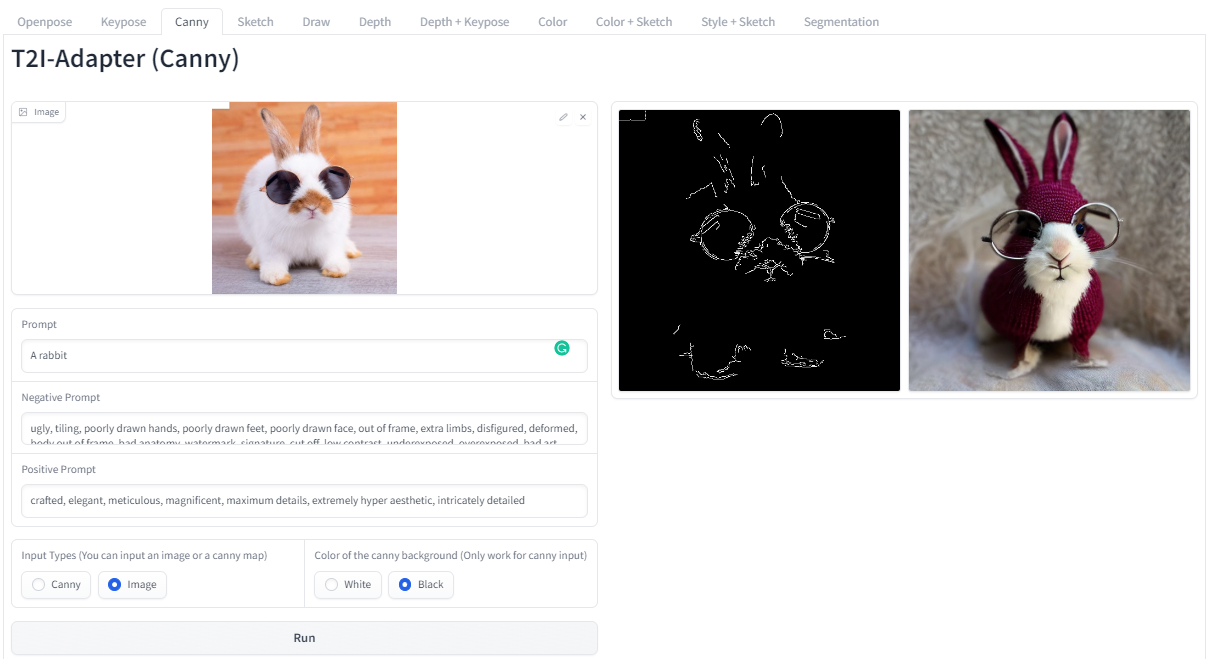 Openpose Keypose Canny Sketch Draw Depth Depth + Keypose Color Color + Sketch Style + Sketch Segmentation
T2I-Adapter (Canny)
Image
Prompt
A rabbit
Negative Prompt
ugly, tiling, poorly drawn hands, poorly drawn feet, poorly drawn face, out of frame, extra limbs, disfigured, deformed,
body out of frame, bad anatomy, watermark, signature, cut off, low contrast, underexposed, overexposed, bad art,
Positive Prompt
crafted, elegant, meticulous, magnificent, maximum details, extremely hyper aesthetic, intricately detailed
Input Types (You can input an image or a canny map) Color of the canny background (Only work for canny input)
Canny Image White Black
Run